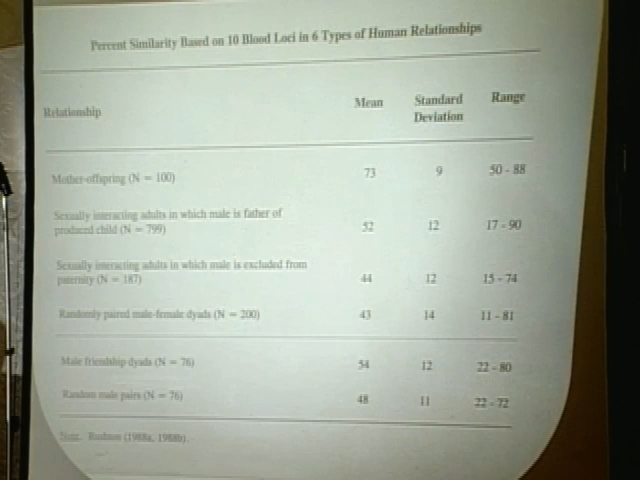 Percent Similarity Based on 10 Blood Loci in 6 Types of Human Relationships
Relationship Mean Standard Deviation Range
Mother-offspring (N = 100) 73 9 50 - 88
Sexually interacting adults in which male is father of
produced child (N = 799) 52 12 17 - 90
Sexually interacting adults in which male is excluded from
paternity (N = 187) 44 12 15 - 74
Randomly paired male-female dyads (N = 200) 43 14 11 - 81
Male friendship dyads (N = 76) 54 12 22 - 80
Random male pairs (N = 76) 48 11 22 - 72
Note. Rushton (1988a, 1988b).